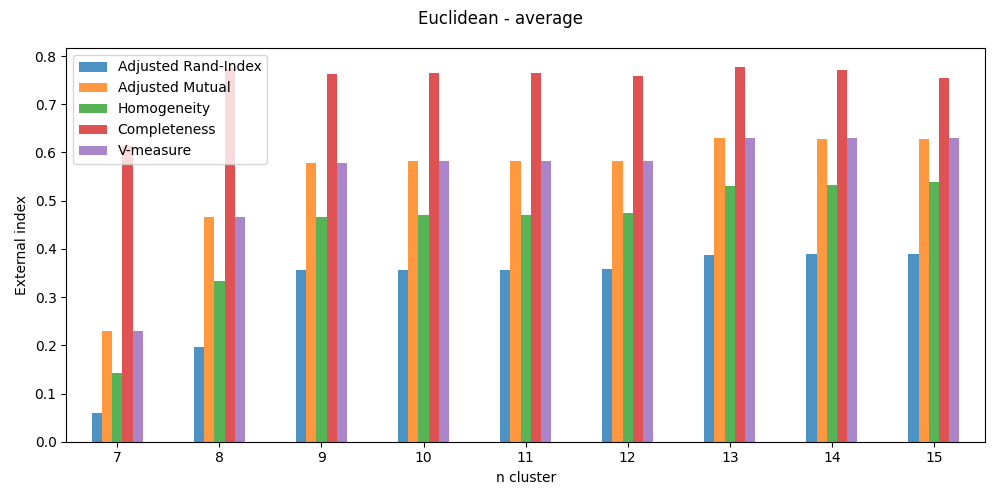 Euclidean - average
0.8
0.7
0.6
0.5
0.4
0.3
0.2
0.1
0.0
External index
Adjusted Rand-Index
Adjusted Mutual
Homogeneity
Completeness
V-measure
7 8 9 10 11 12 13 14 15
n cluster